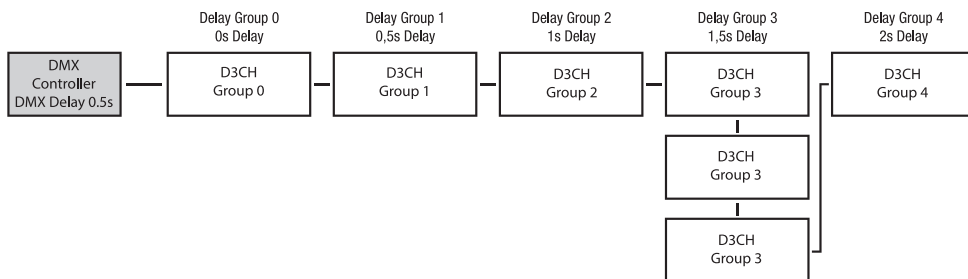 Delay Group 0
0s Delay
Delay Group 1
0,5s Delay
Delay Group 2
1s Delay
Delay Group 3
1,5s Delay
Delay Group 4
2s Delay
DMX
Controller
DMX Delay 0.5s
D3CH
Group 0
D3CH
Group 1
D3CH
Group 2
D3CH
Group 3
D3CH
Group 4
D3CH
Group 3
D3CH
Group 3